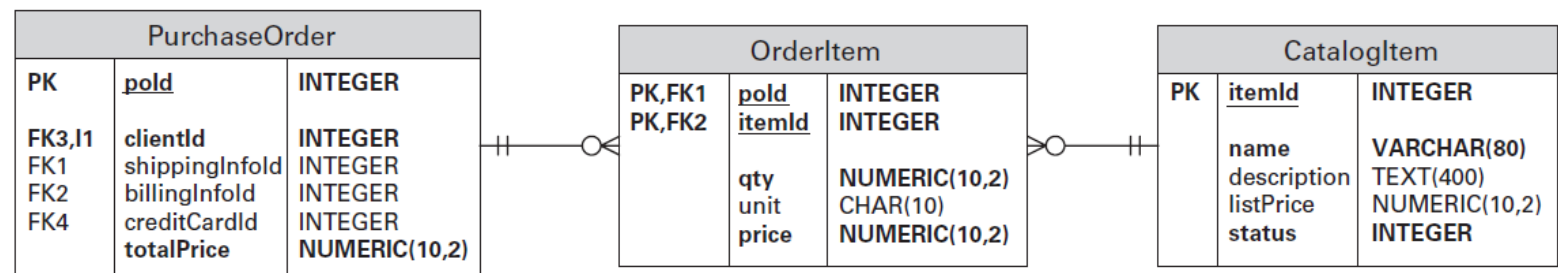 PurchaseOrder
PK poId INTEGER
FK3,I1 clientId INTEGER
FK1 shippingInfoId INTEGER
FK2 billingInfoId INTEGER
FK4 creditCardId INTEGER
totalPrice NUMERIC(10,2)
OrderItem
PK,FK1 poId INTEGER
PK,FK2 itemId INTEGER
qty NUMERIC(10,2)
unit CHAR(10)
price NUMERIC(10,2)
CatalogItem
PK itemId INTEGER
name VARCHAR(80)
description TEXT(400)
listPrice NUMERIC(10,2)
status INTEGER